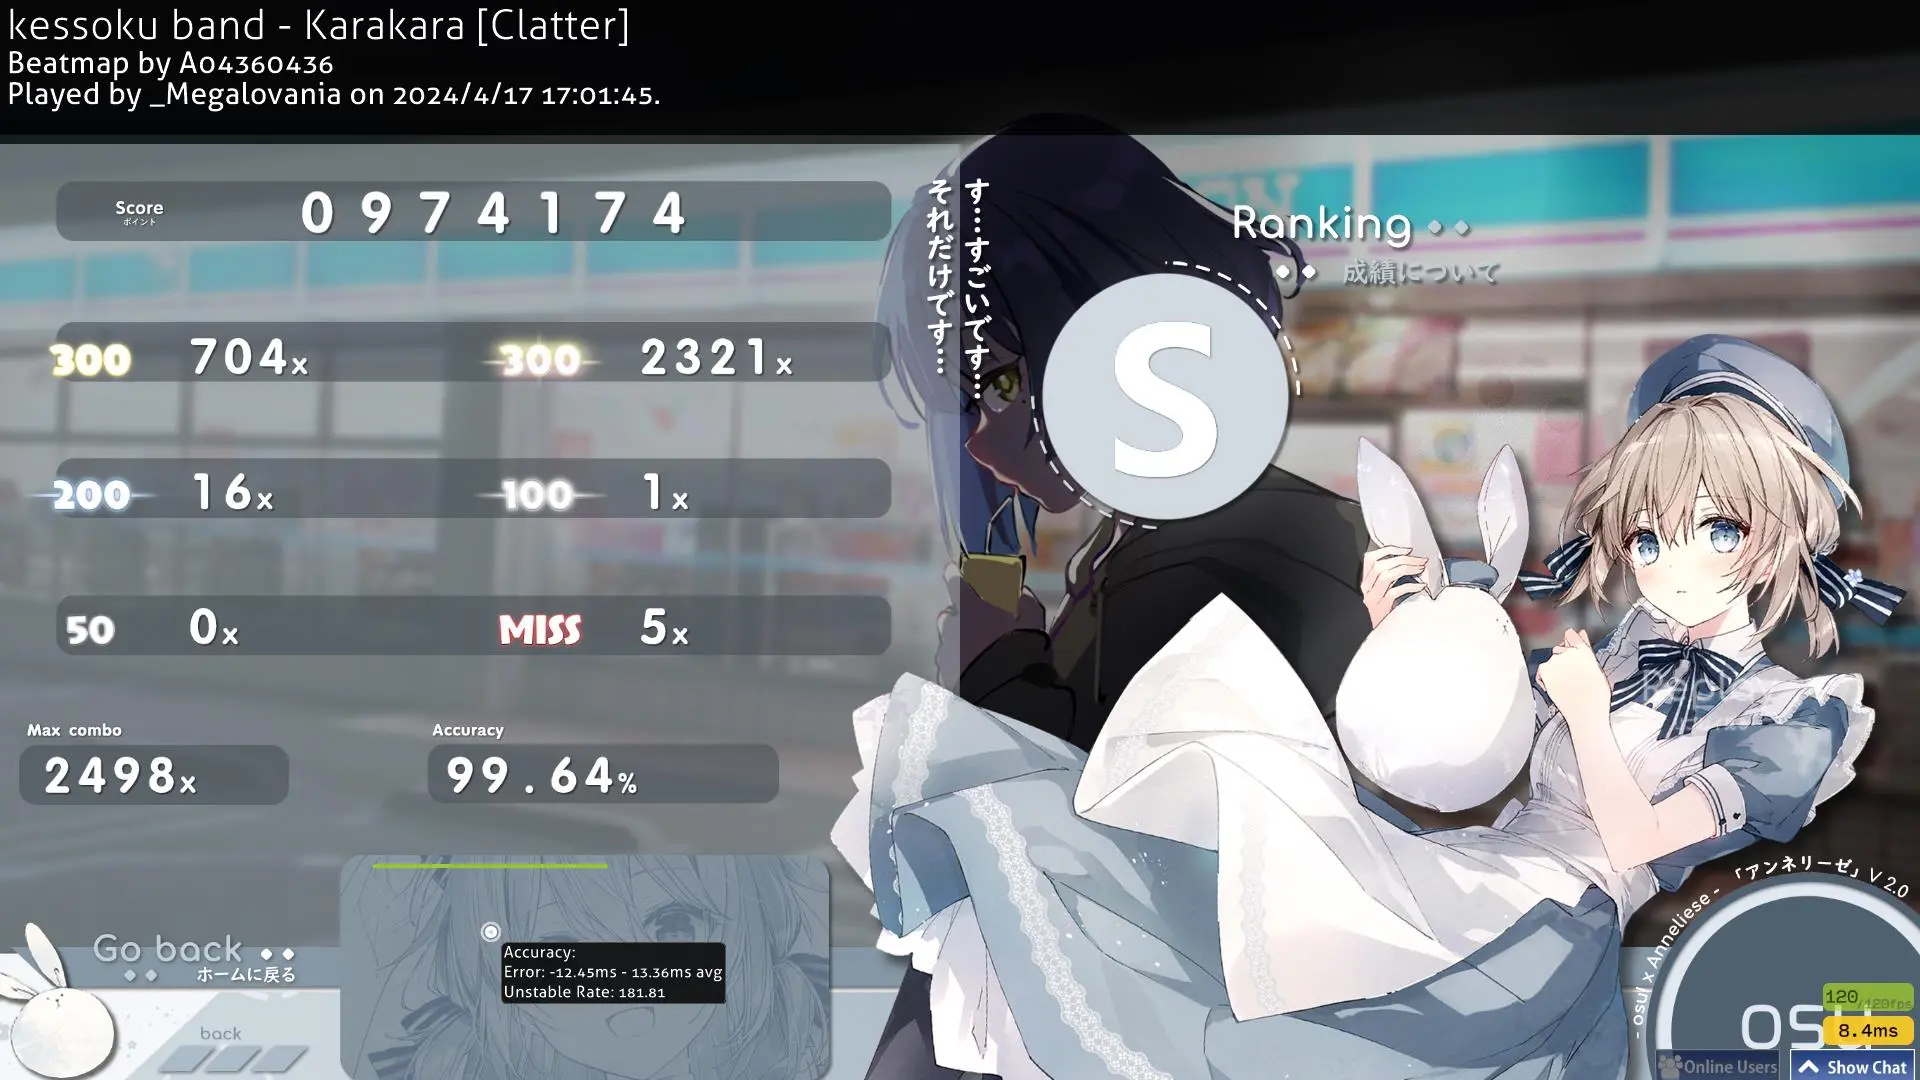 kessoku band - Karakara [Clatter]
Beatmap by A04360436
Played by _Megalovania on 2024/4/17 17:01:45.
Score
ポイント
0974174
す…すごいです…
それだけです…
Ranking
成績について
S
300 704x 300 2321x
200 16x 100 1x
50 0x MISS 5x
Max combo
2498x
Accuracy
99.64%
Accuracy:
Error: -12.45ms - 13.36ms avg
Unstable Rate: 181.81
Go back
ホームに戻る
back
- osu! x Anneliese - 「アンネリーゼ」 V 2.0
osu
120/120fps
8.4ms
Online Users
Show Chat